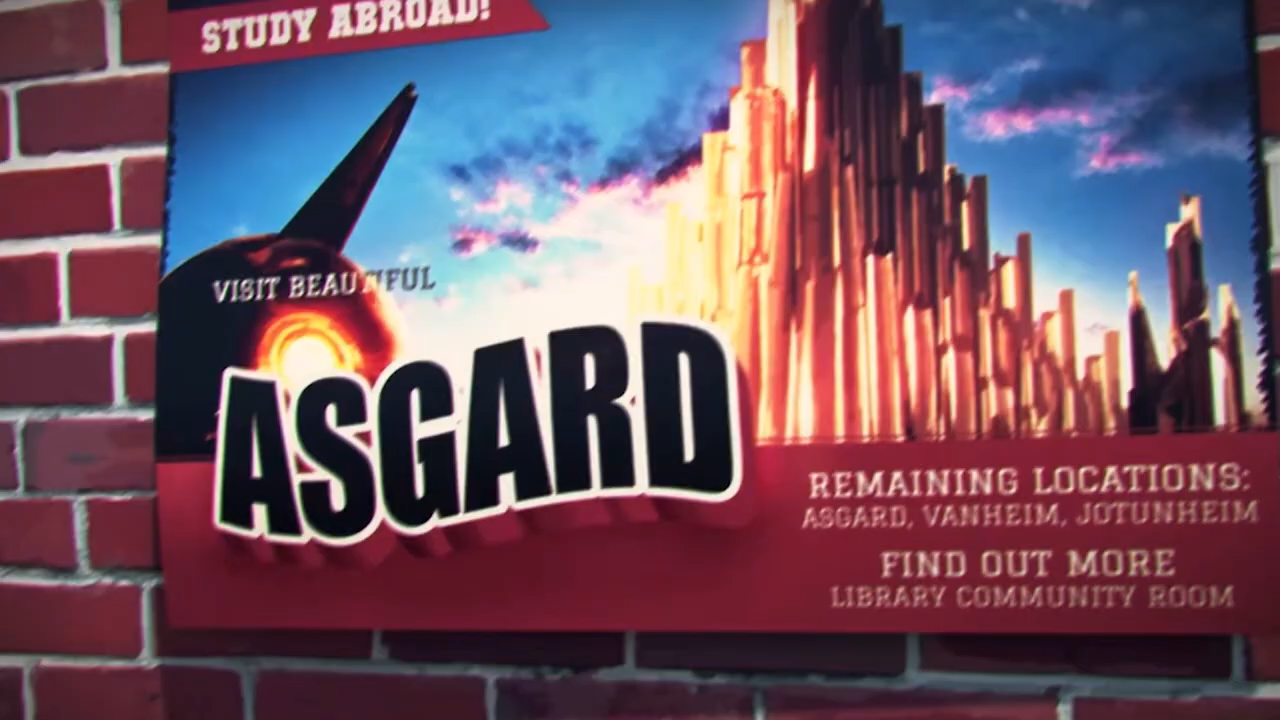 STUDY ABROAD!
VISIT BEAUTIFUL
ASGARD
REMAINING LOCATIONS:
ASGARD, VANHEIM, JOTUNHEIM
FIND OUT MORE
LIBRARY COMMUNITY ROOM